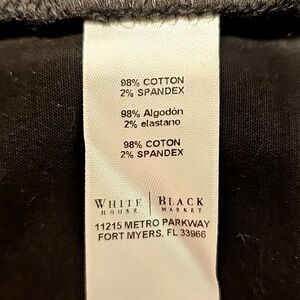 98% COTTON
2% SPANDEX
98% Algodón
2% elastano
98% COTON
2% SPANDEX
WHITE | BLACK
HOUSE | MARKET
11215 METRO PARKWAY
FORT MYERS, FL 33966